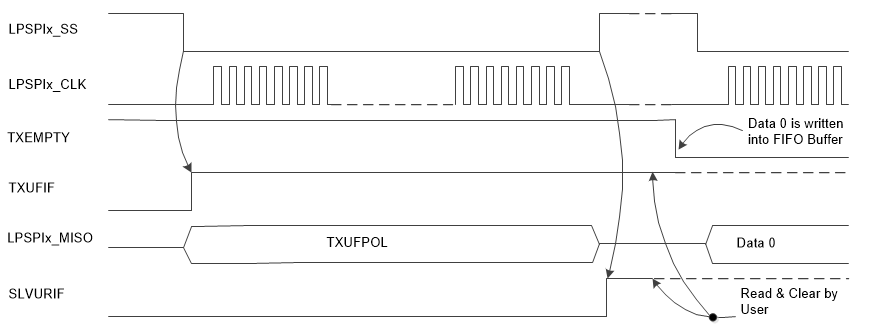 LPSPIx_SS
LPSPIx_CLK
TXEMPTY
Data 0 is written
into FIFO Buffer
TXUFIF
LPSPIx_MISO
TXUFPOL
Data 0
SLVURIF
Read & Clear by
User